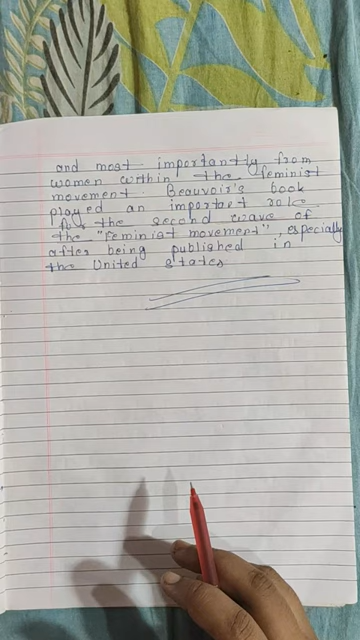 and most importantly from
women within the feminist
movement. Beauvoir's book
played an important role
for the second wave of
the "feminist movement", especially
after being published in
the United states